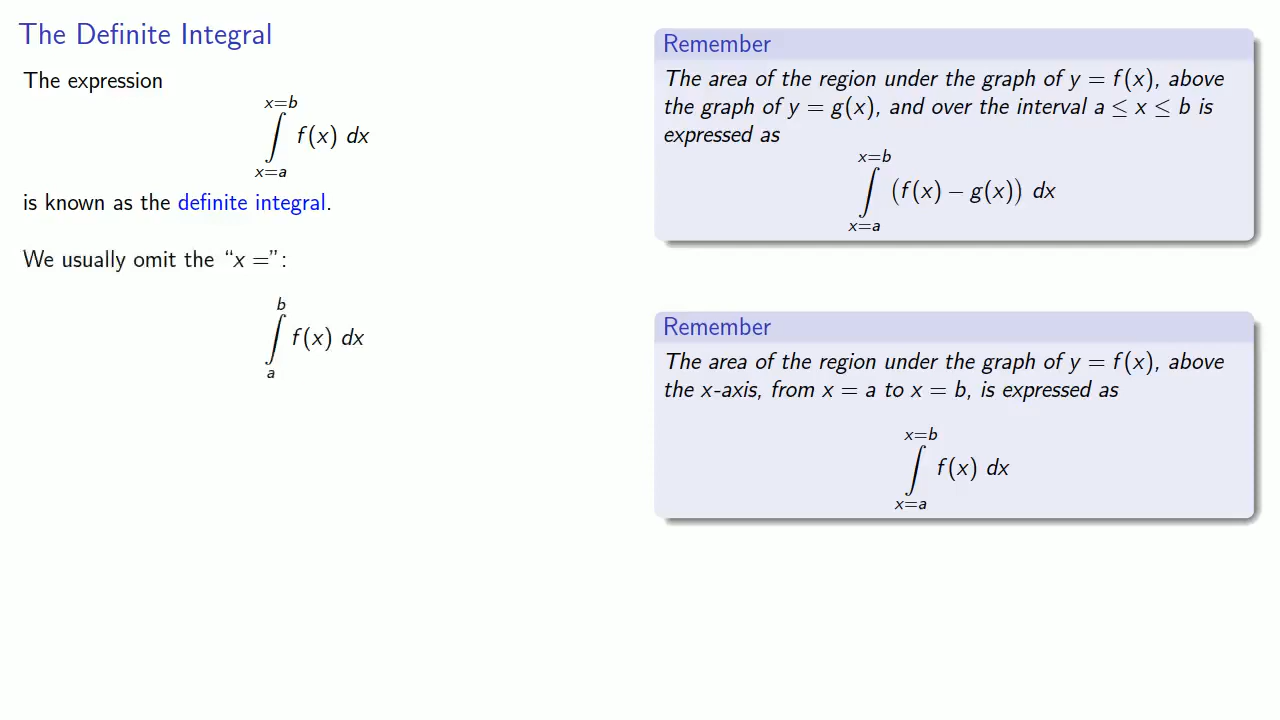 The Definite Integral
The expression
x=b
∫ f(x) dx
x=a
is known as the definite integral.
We usually omit the “x =”:
b
∫ f(x) dx
a
Remember
The area of the region under the graph of y = f(x), above
the graph of y = g(x), and over the interval a ≤ x ≤ b is
expressed as
x=b
∫ (f(x) − g(x)) dx
x=a
Remember
The area of the region under the graph of y = f(x), above
the x-axis, from x = a to x = b, is expressed as
x=b
∫ f(x) dx
x=a